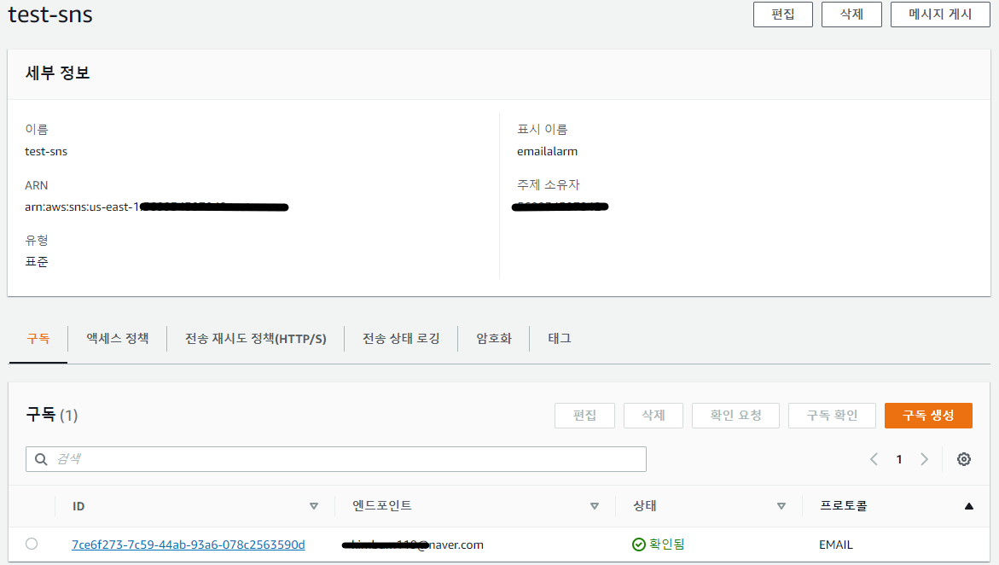 test-sns
편집 삭제 메시지 게시
세부 정보
이름
test-sns
표시 이름
emailalarm
ARN
arn:aws:sns:us-east-1
주제 소유자
유형
표준
구독 액세스 정책 전송 재시도 정책(HTTP/S) 전송 상태 로깅 암호화 태그
구독 (1)
편집 삭제 확인 요청 구독 확인 구독 생성
검색
1
ID 엔드포인트 상태 프로토콜
7ce6f273-7c59-44ab-93a6-078c2563590d @naver.com 확인됨 EMAIL